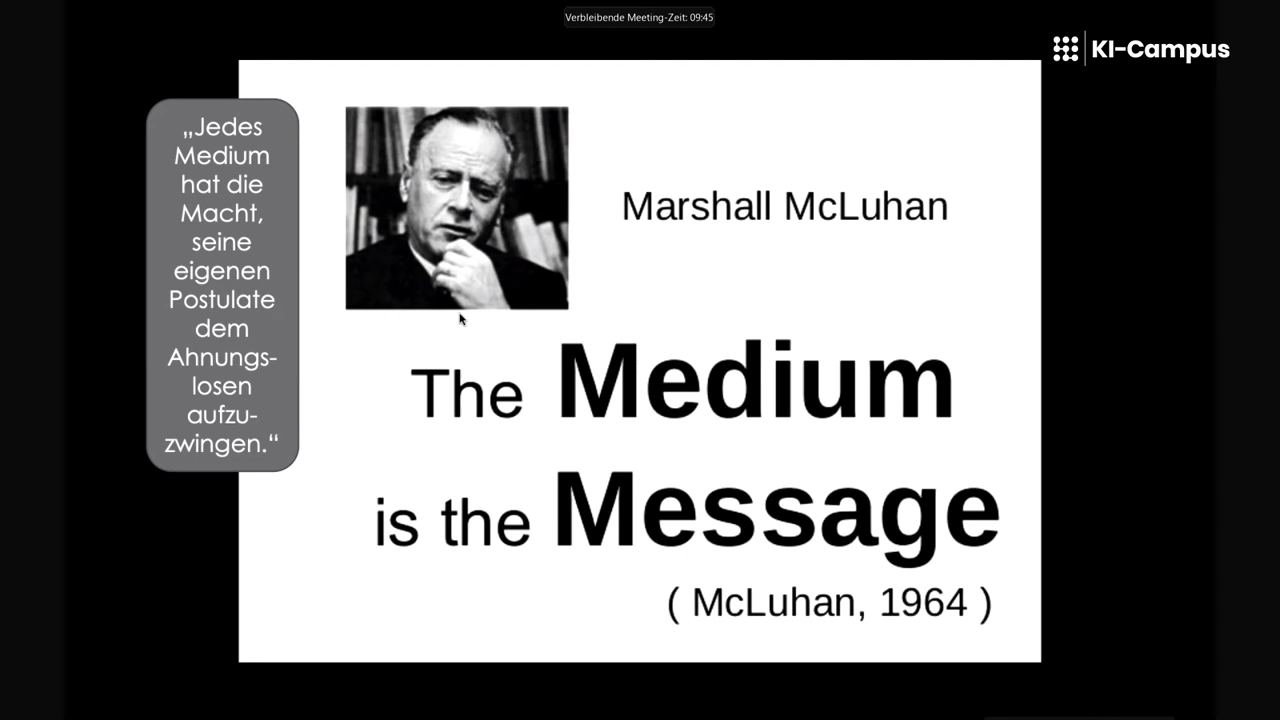 Verbleibende Meeting-Zeit: 09:45
KI-Campus
„Jedes
Medium
hat die
Macht,
seine
eigenen
Postulate
dem
Ahnungs-
losen
aufzu-
zwingen.“
Marshall McLuhan
The Medium
is the Message
( McLuhan, 1964 )